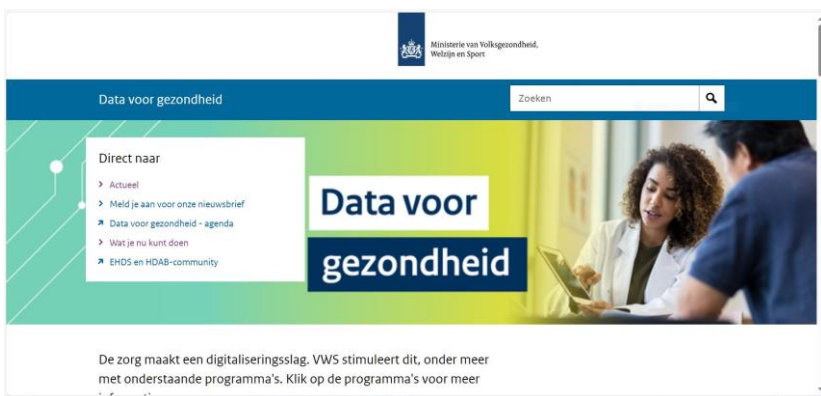 Ministerie van Volksgezondheid,
Welzijn en Sport
Data voor gezondheid
Zoeken
Direct naar
Actueel
Meld je aan voor onze nieuwsbrief
Data voor gezondheid - agenda
Wat je nu kunt doen
EHDS en HDAB-community
Data voor
gezondheid
De zorg maakt een digitaliseringsslag. VWS stimuleert dit, onder meer
met onderstaande programma's. Klik op de programma's voor meer